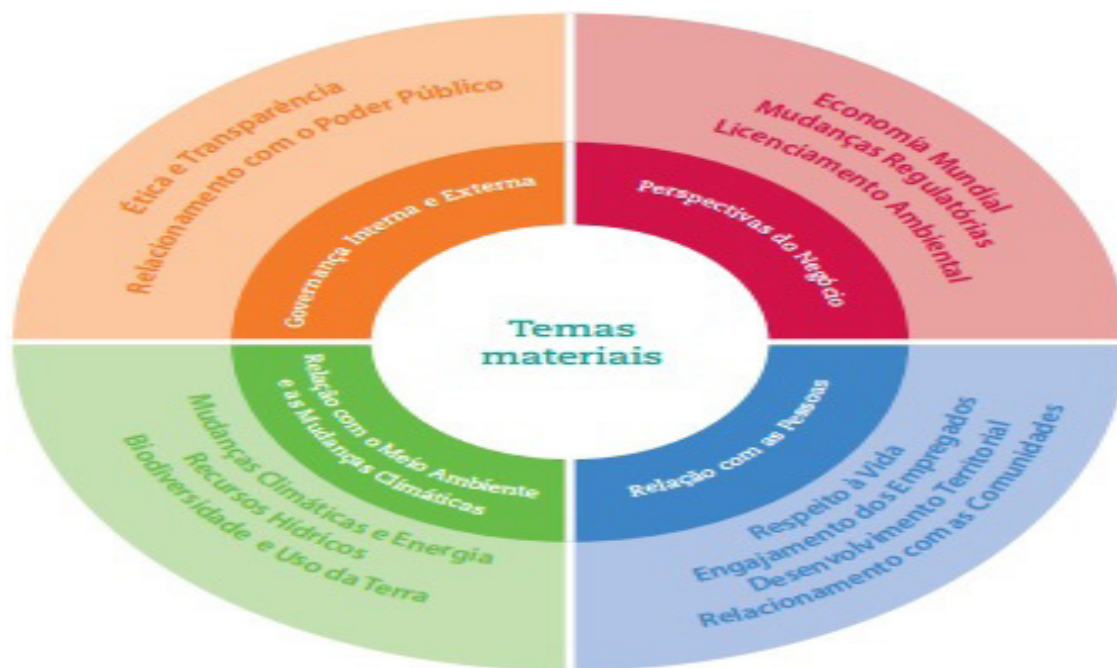 Ética e Transparência
Relacionamento com o Poder Público
Governança Interna e Externa
Economia Mundial
Mudanças Regulatórias
Licenciamento Ambiental
Perspectivas do Negócio
Temas
materiais
Relação com o Meio Ambiente
e as Mudanças Climáticas
Mudanças Climáticas e Energia
Recursos Hídricos
Biodiversidade e Uso da Terra
Relação com as Pessoas
Respeito à Vida
Engajamento dos Empregados
Desenvolvimento Territorial
Relacionamento com as Comunidades